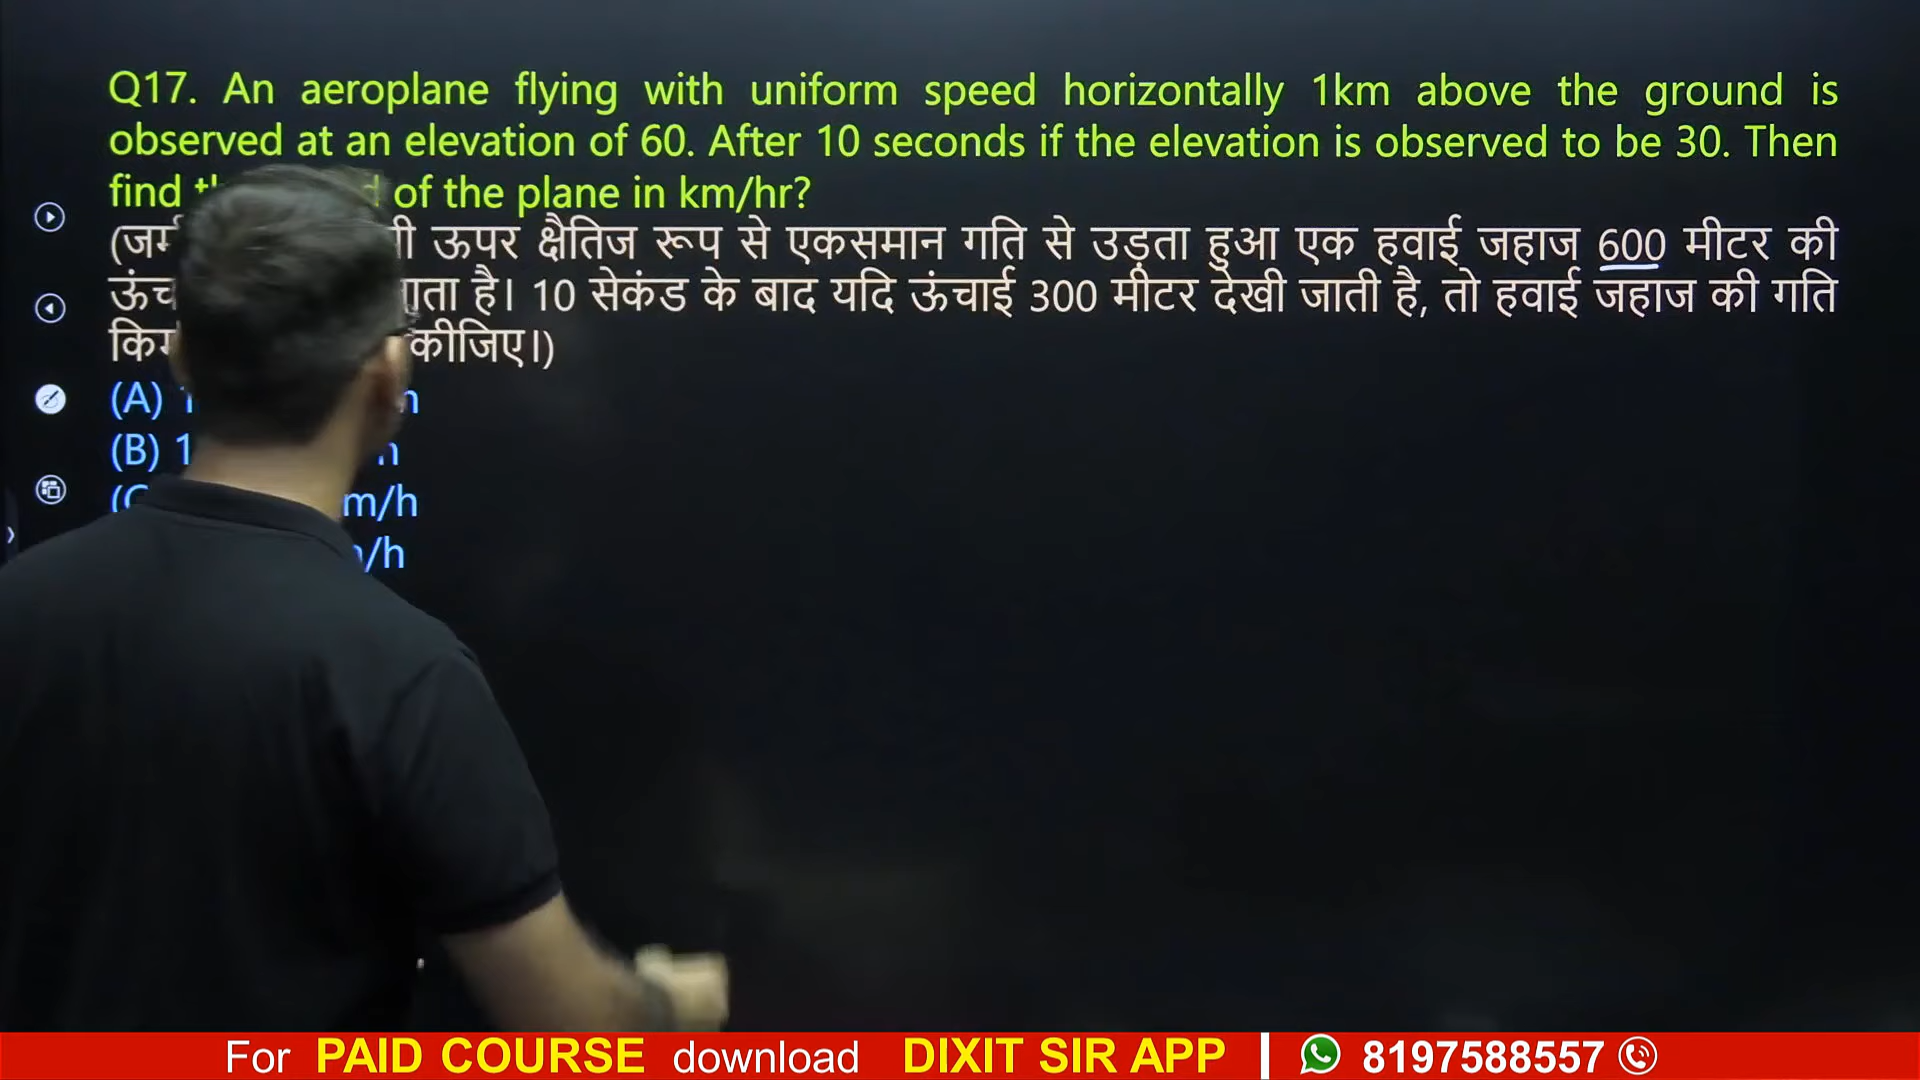 Q17. An aeroplane flying with uniform speed horizontally 1km above the ground is
observed at an elevation of 60. After 10 seconds if the elevation is observed to be 30. Then
find of the plane in km/hr?
ऊपर क्षैतिज रूप से एकसमान गति से उड़ता हुआ एक हवाई जहाज 600 मीटर की
है। 10 सेकंड के बाद यदि ऊंचाई 300 मीटर देखी जाती है, तो हवाई जहाज की गति
कीजिए।)
(A)
(B)
m/h
/h
For PAID COURSE download DIXIT SIR APP | 8197588557